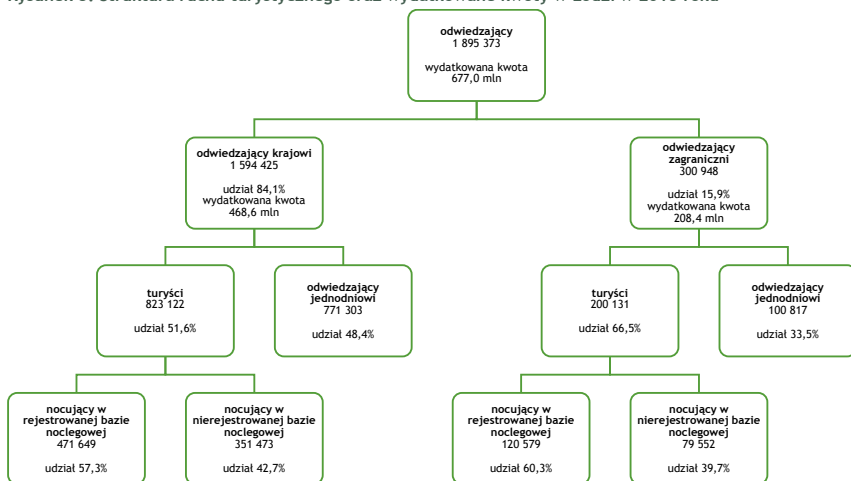 odwiedzający
1 895 373
wydatkowana kwota
677,0 mln
odwiedzający krajowi
1 594 425
udział 84,1%
wydatkowana kwota
468,6 mln
odwiedzający
zagraniczni
300 948
udział 15,9%
wydatkowana kwota
208,4 mln
turyści
823 122
udział 51,6%
odwiedzający
jednodniowi
771 303
udział 48,4%
turyści
200 131
udział 66,5%
odwiedzający
jednodniowi
100 817
udział 33,5%
nocujący w
rejestrowanej bazie
noclegowej
471 649
udział 57,3%
nocujący w
nierejestrowanej bazie
noclegowej
351 473
udział 42,7%
nocujący w
rejestrowanej bazie
noclegowej
120 579
udział 60,3%
nocujący w
nierejestrowanej bazie
noclegowej
79 552
udział 39,7%